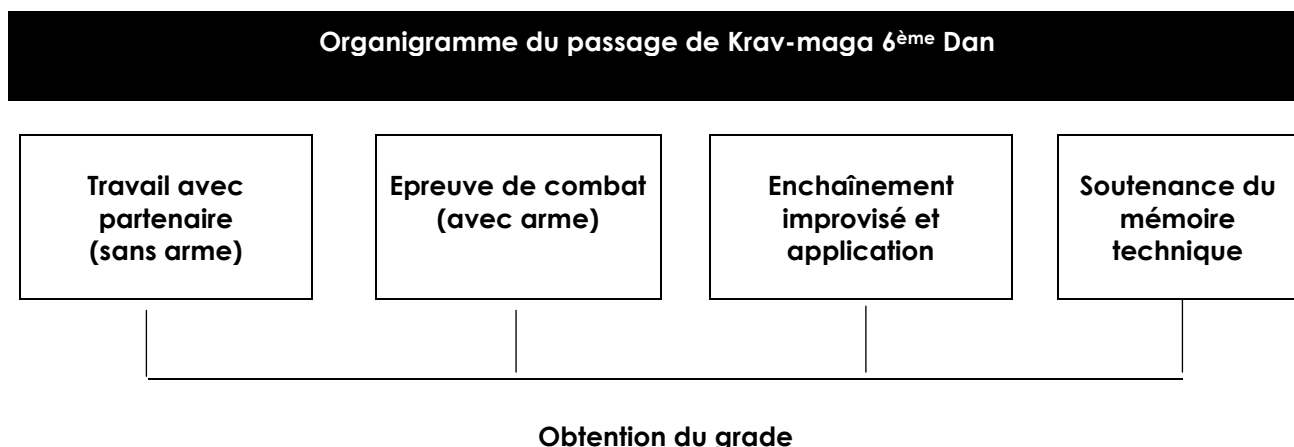 Organigramme du passage de Krav-maga 6ème Dan
Travail avec
partenaire
(sans arme)
Epreuve de combat
(avec arme)
Enchaînement
improvisé et
application
Soutenance du
mémoire
technique
Obtention du grade